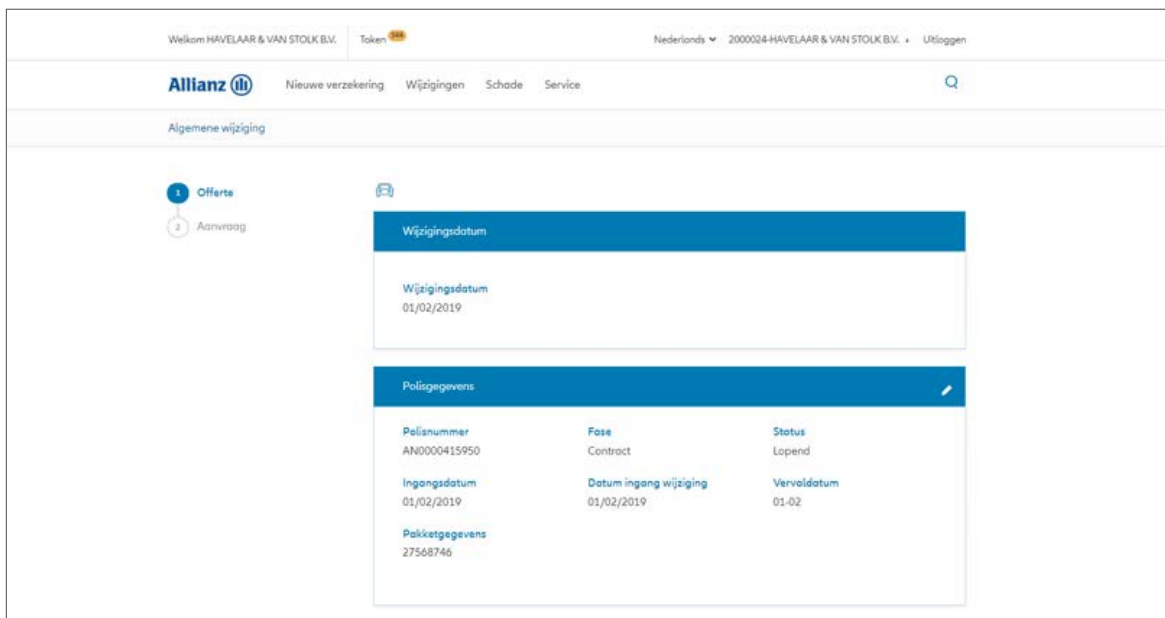 Welkom HAVELAAR & VAN STOLK B.V. Token 144 Nederlands 2000024-HAVELAAR & VAN STOLK B.V. Uitloggen
Allianz Nieuwe verzekering Wijzigingen Schade Service
Algemene wijziging
1 Offerte
2 Aanvraag
Wijzigingsdatum
Wijzigingsdatum
01/02/2019
Polisgegevens
Polisnummer Fase Status
AN0000415950 Contract Lopend
Ingangsdatum Datum ingang wijziging Vervaldatum
01/02/2019 01/02/2019 01-02
Pakketgegevens
27568746